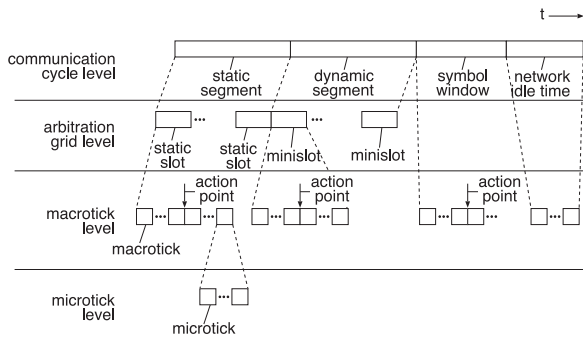 t
communication
cycle level
static
segment
dynamic
segment
symbol
window
network
idle time
arbitration
grid level
...
...
static
slot
static
slot
minislot
minislot
macrotick
level
action
point
action
point
action
point
macrotick
microtick
level
microtick